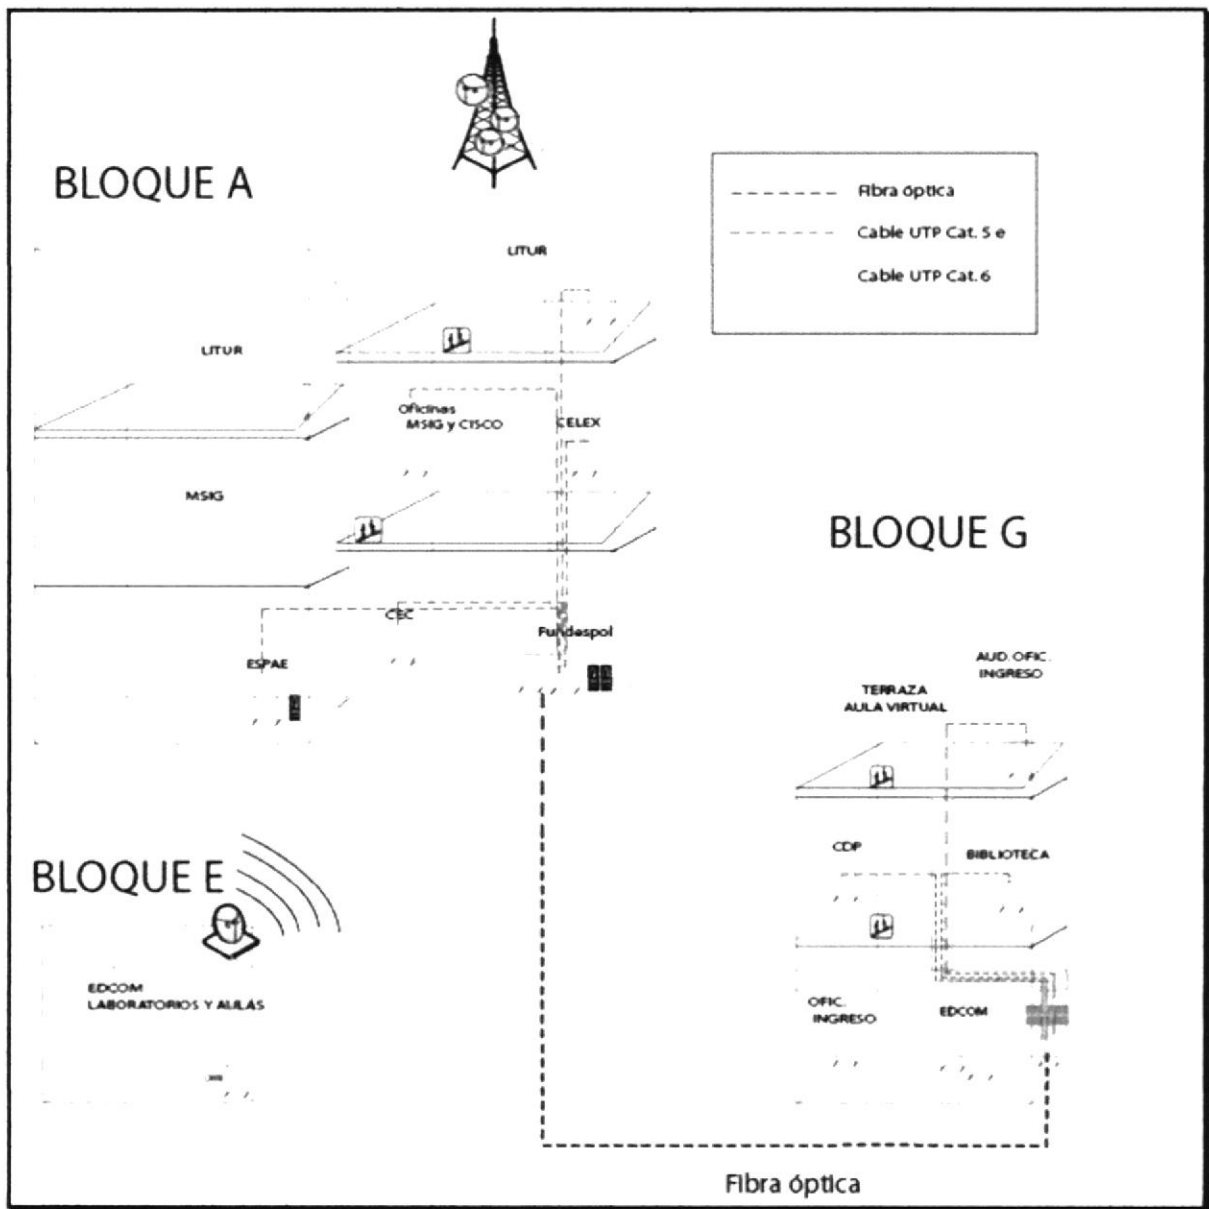 BLOQUE A
Fibra óptica
Cable UTP Cat. 5 e
Cable UTP Cat. 6
LITUR
LITUR
Oficinas
MSIG y CISCO
CELEX
MSIG
BLOQUE G
CEC
Fundespol
ESPAE
AUD. OFIC.
INGRESO
TERRAZA
AULA VIRTUAL
CDP
BIBLIOTECA
BLOQUE E
EDCOM
LABORATORIOS Y AULAS
OFIC.
INGRESO
EDCOM
Fibra óptica